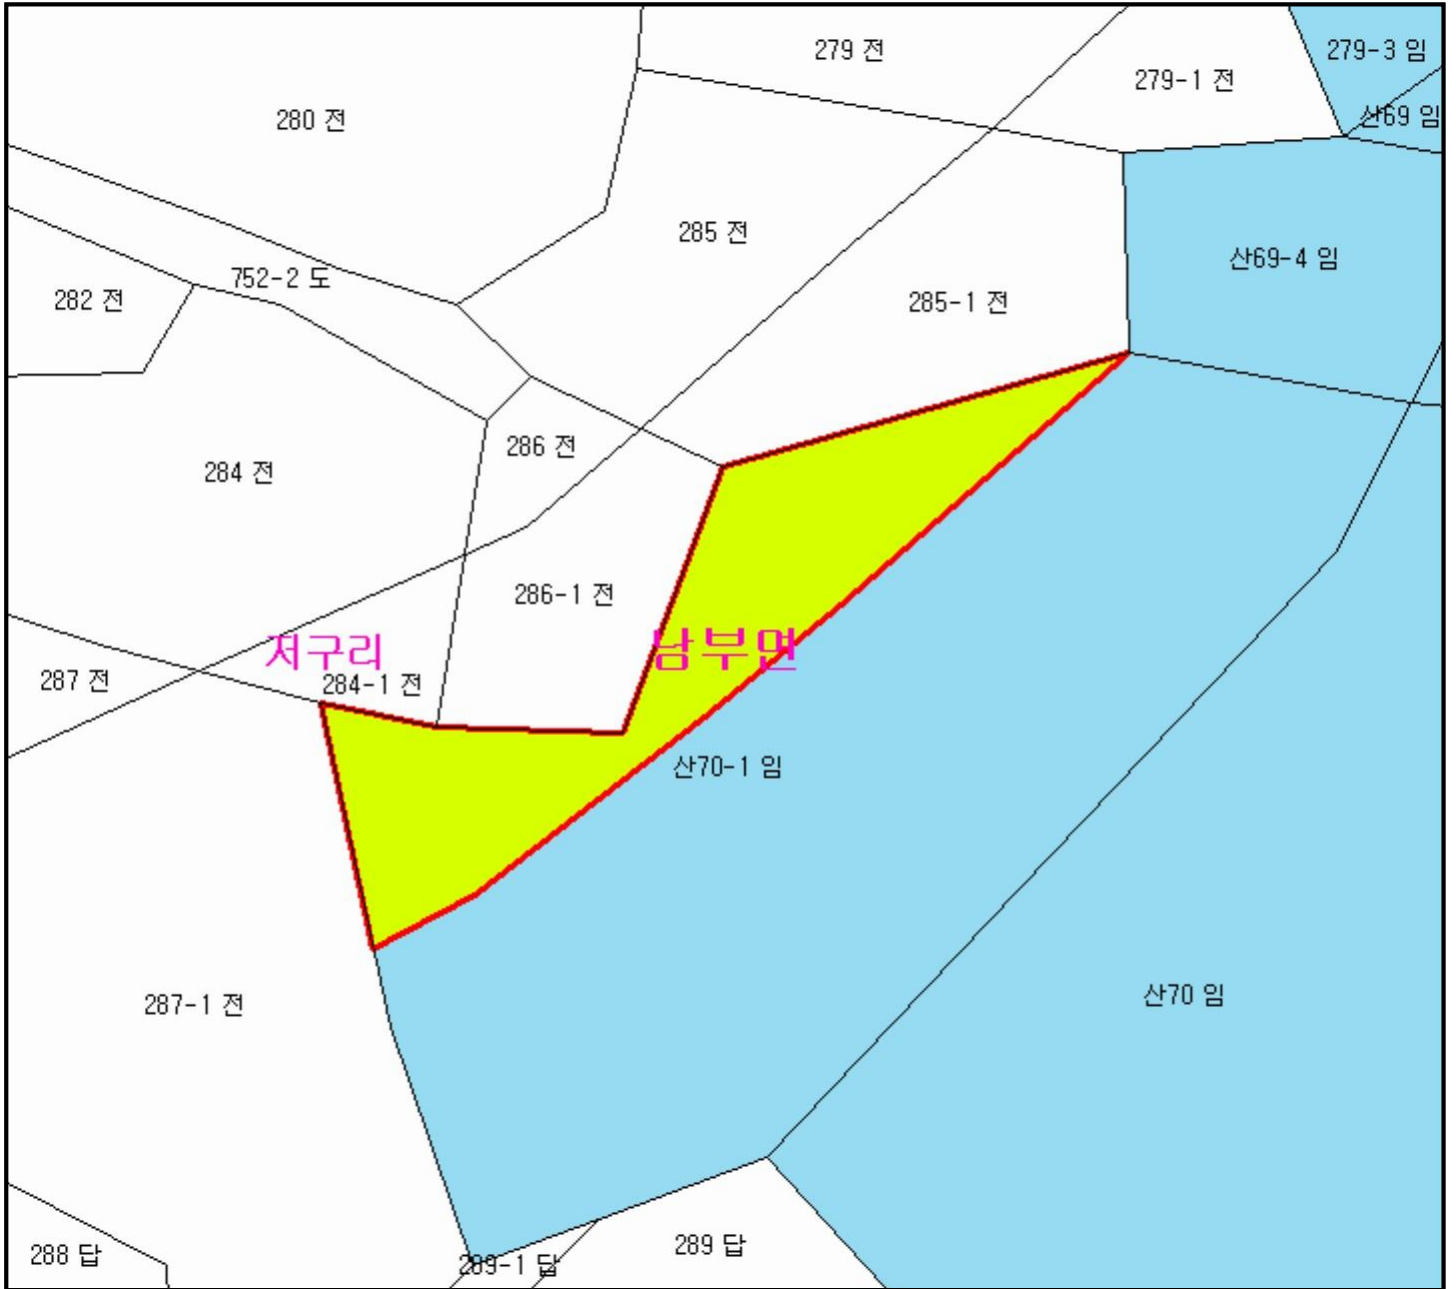 279 전
279-3 임
279-1 전
산69 임
280 전
285 전
산69-4 임
752-2 도
282 전
285-1 전
286 전
284 전
286-1 전
저구리
남부면
287 전
284-1 전
산70-1 임
산70 임
287-1 전
289 답
288 답
289-1 답